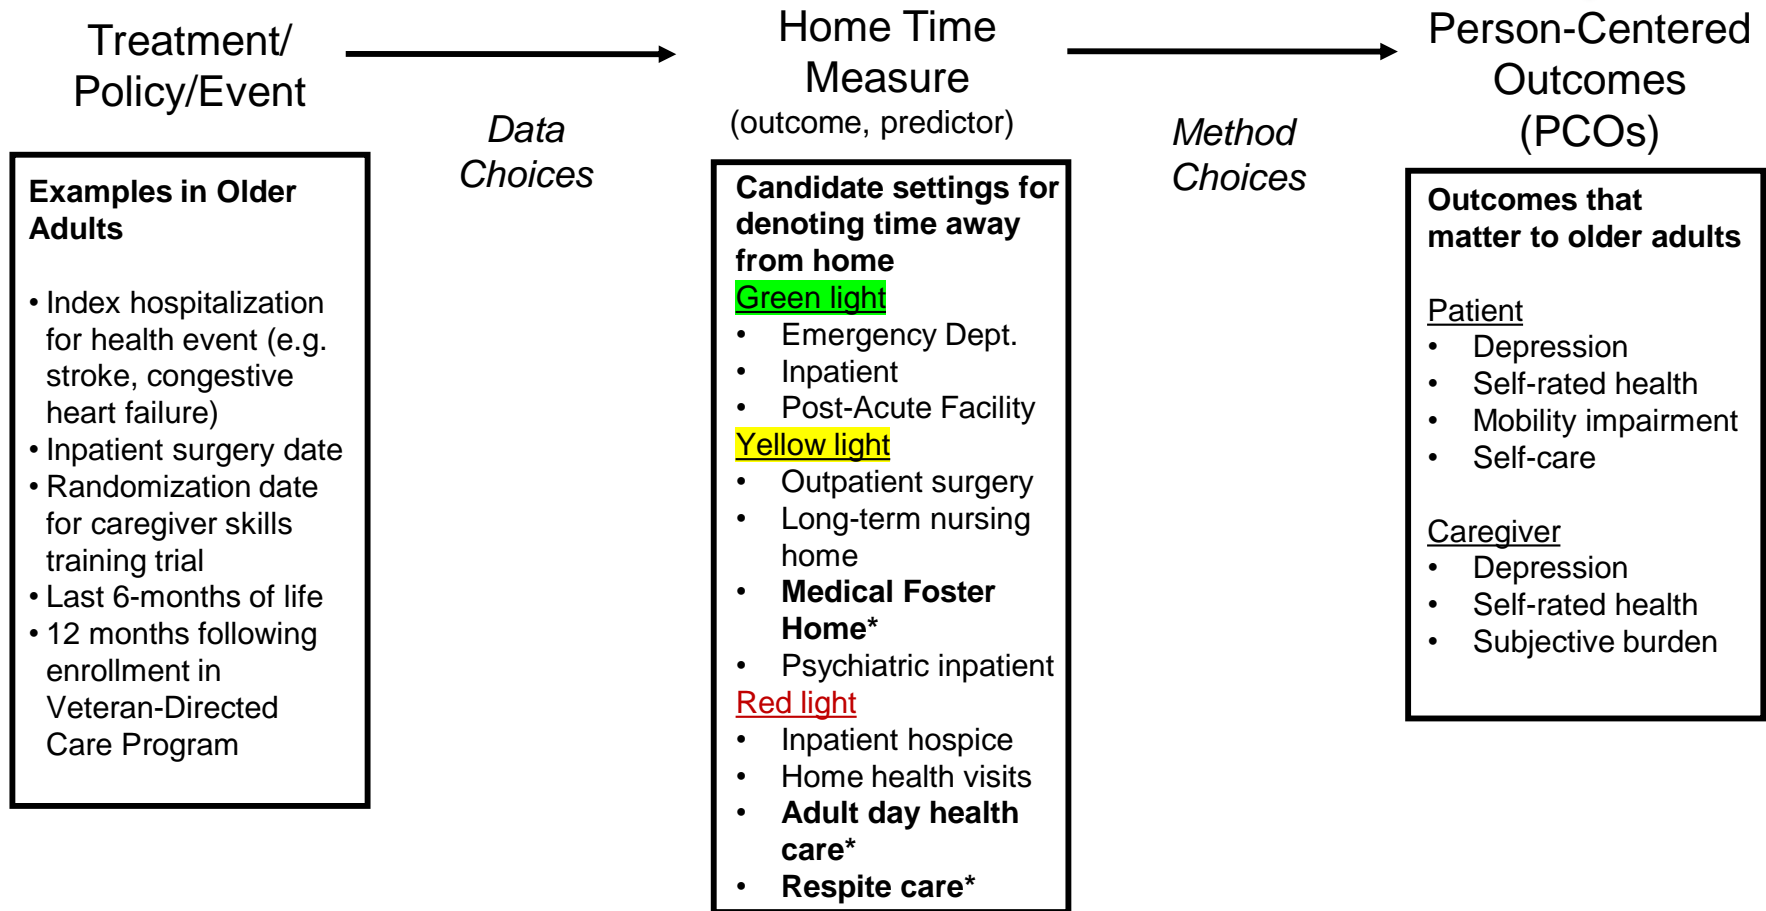 Treatment/
Policy/Event
Data
Choices
Home Time
Measure
(outcome, predictor)
Method
Choices
Person-Centered
Outcomes
(PCOs)
Examples in Older
Adults
• Index hospitalization
for health event (e.g.
stroke, congestive
heart failure)
• Inpatient surgery date
• Randomization date
for caregiver skills
training trial
• Last 6-months of life
• 12 months following
enrollment in
Veteran-Directed
Care Program
Candidate settings for
denoting time away
from home
Green light
• Emergency Dept.
• Inpatient
• Post-Acute Facility
Yellow light
• Outpatient surgery
• Long-term nursing
home
• Medical Foster
Home*
• Psychiatric inpatient
Red light
• Inpatient hospice
• Home health visits
• Adult day health
care*
• Respite care*
Outcomes that
matter to older adults
Patient
• Depression
• Self-rated health
• Mobility impairment
• Self-care
Caregiver
• Depression
• Self-rated health
• Subjective burden